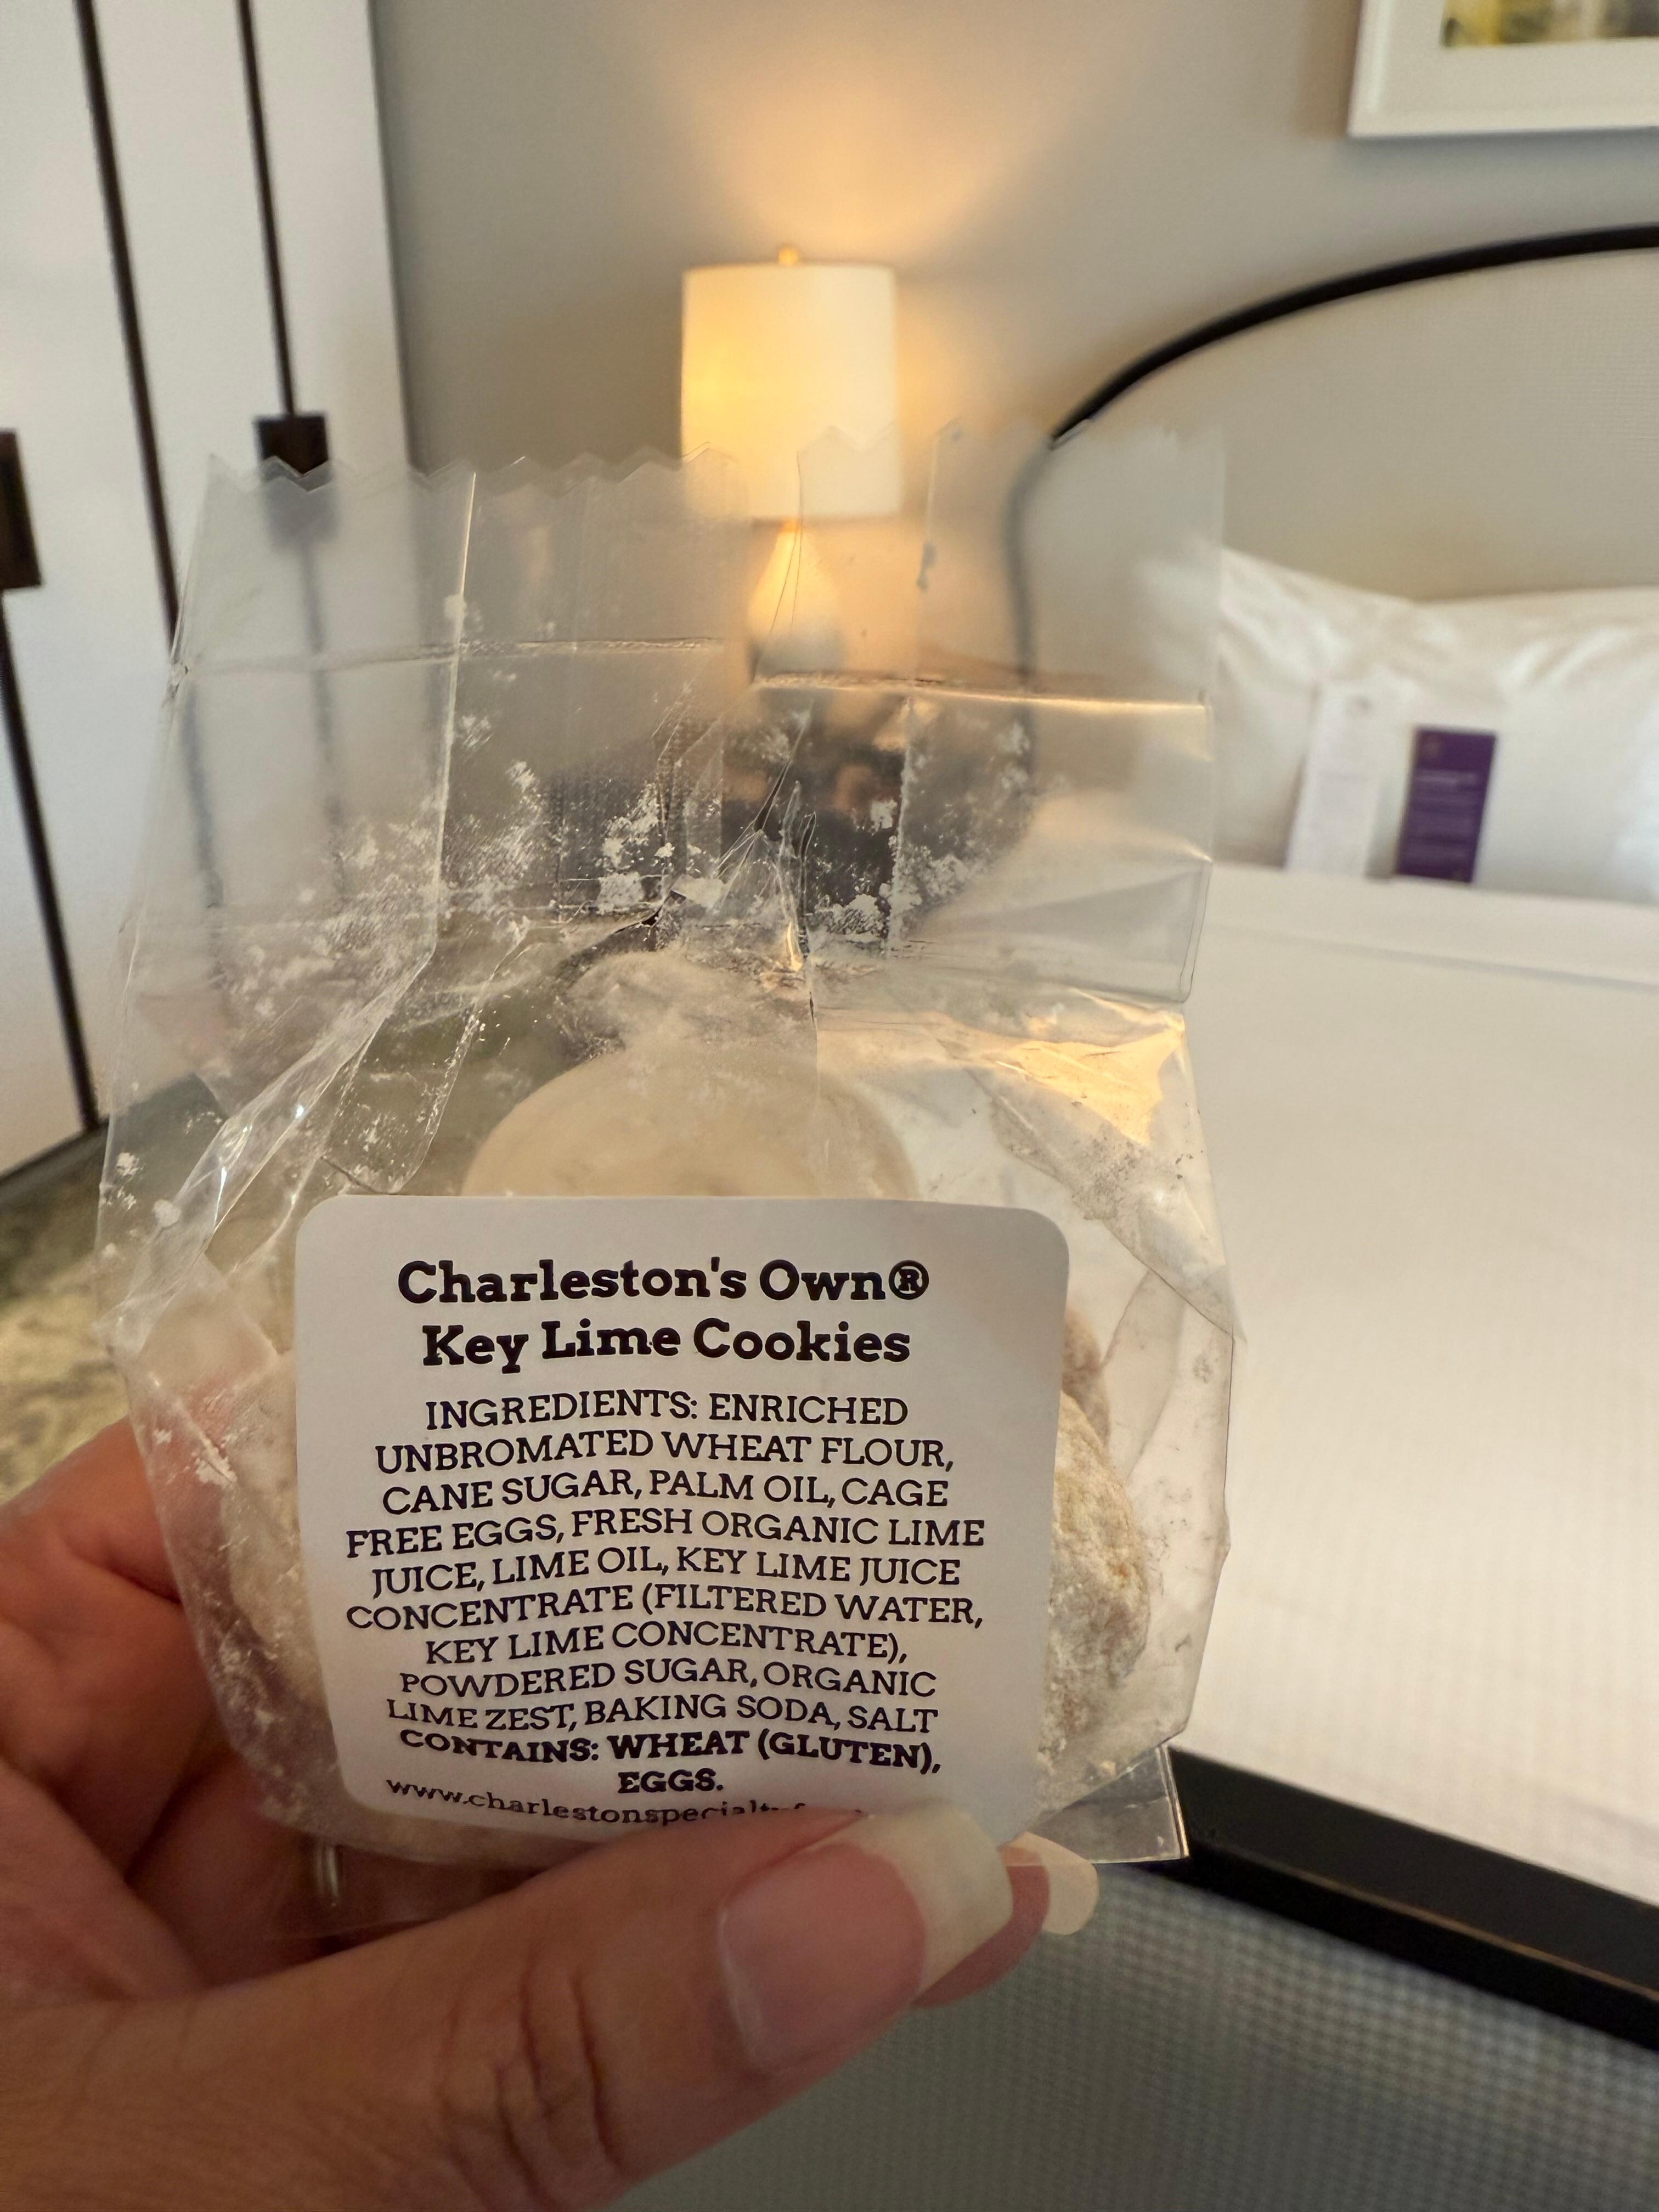 Charleston's Own®
Key Lime Cookies
INGREDIENTS: ENRICHED
UNBROMATED WHEAT FLOUR,
CANE SUGAR, PALM OIL, CAGE
FREE EGGS, FRESH ORGANIC LIME
JUICE, LIME OIL, KEY LIME JUICE
CONCENTRATE (FILTERED WATER,
KEY LIME CONCENTRATE),
POWDERED SUGAR, ORGANIC
LIME ZEST, BAKING SODA, SALT
CONTAINS: WHEAT (GLUTEN),
EGGS.